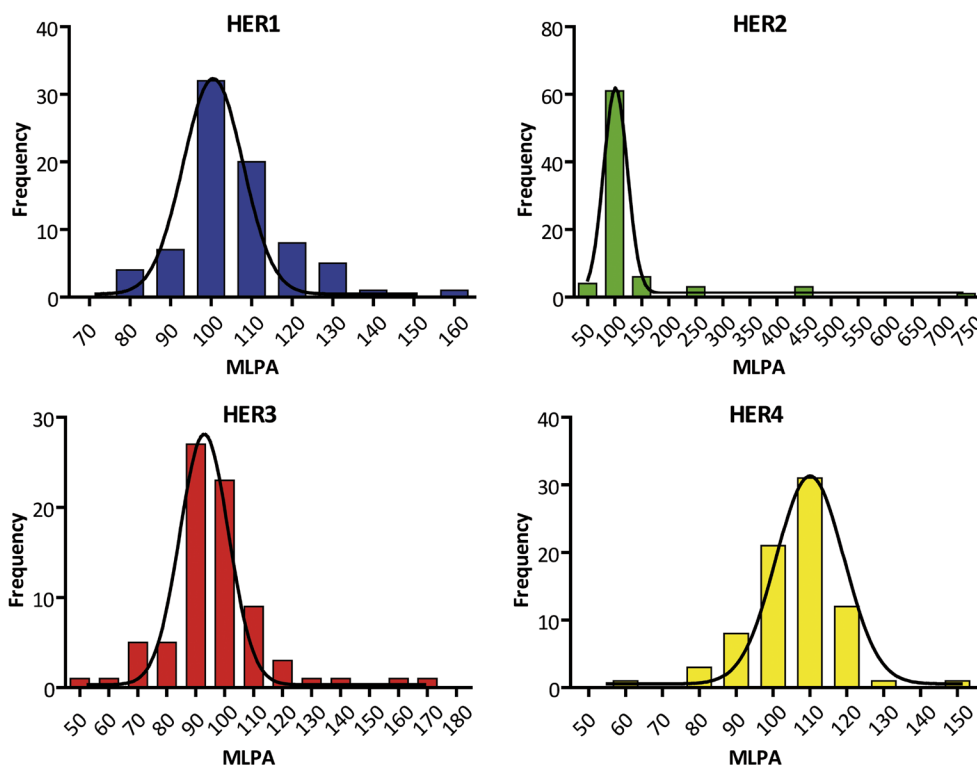 HER1
40
30
20
10
0
Frequency
70 80 90 100 110 120 130 140 150 160
MLPA
HER2
80
60
40
20
0
Frequency
50 100 150 200 250 300 350 400 450 500 550 600 650 700 750
MLPA
HER3
30
20
10
0
Frequency
50 60 70 80 90 100 110 120 130 140 150 160 170 180
MLPA
HER4
40
30
20
10
0
Frequency
50 60 70 80 90 100 110 120 130 140 150
MLPA